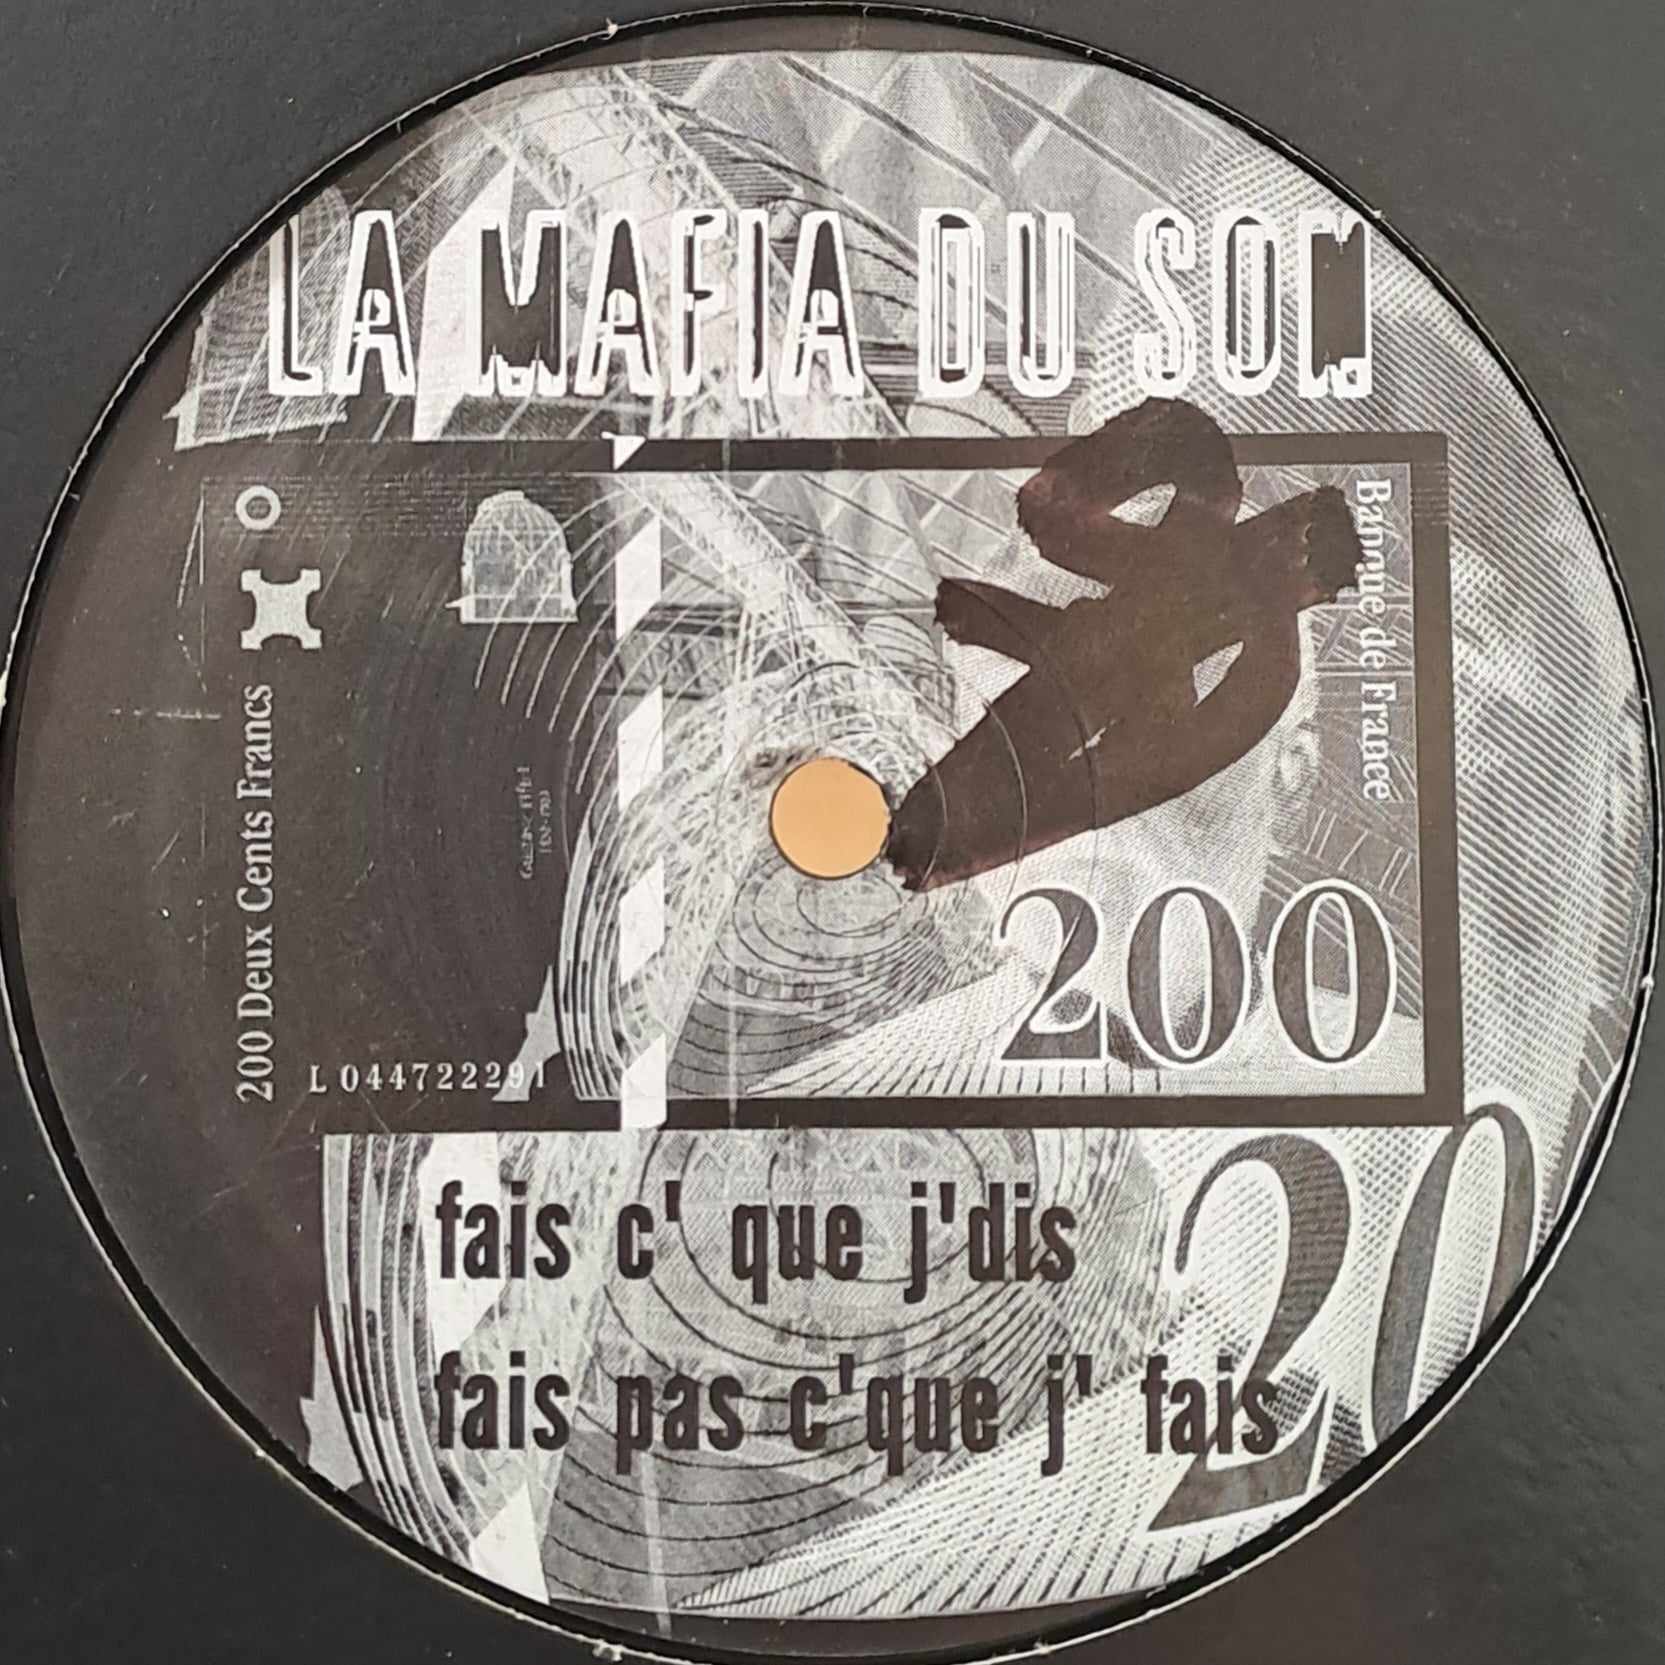 LA MAFIA DU SON
Banque de France
200 Deux Cents Francs
L 044722291
200
20
fais c' que j'dis
fais pas c'que j' fais